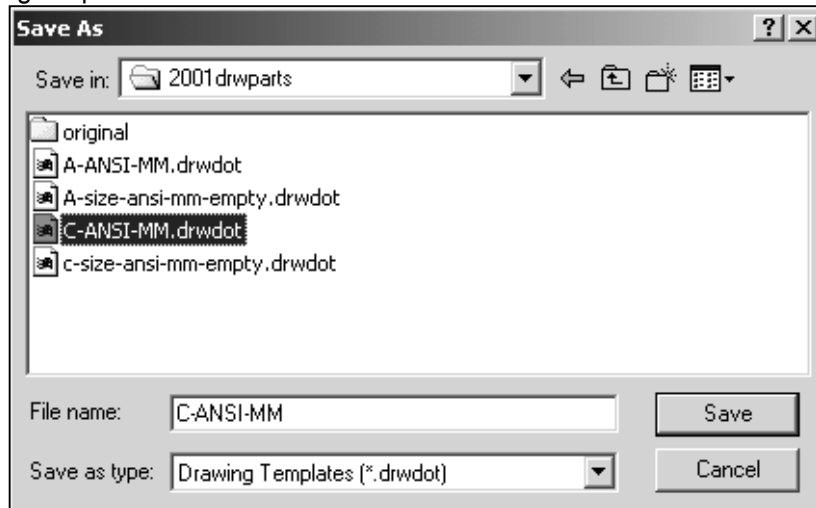 Save As
Save in: 2001drwparts
original
A-ANSI-MM.drwdot
A-size-ansi-mm-empty.drwdot
C-ANSI-MM.drwdot
c-size-ansi-mm-empty.drwdot
File name: C-ANSI-MM Save
Save as type: Drawing Templates (*.drwdot) Cancel